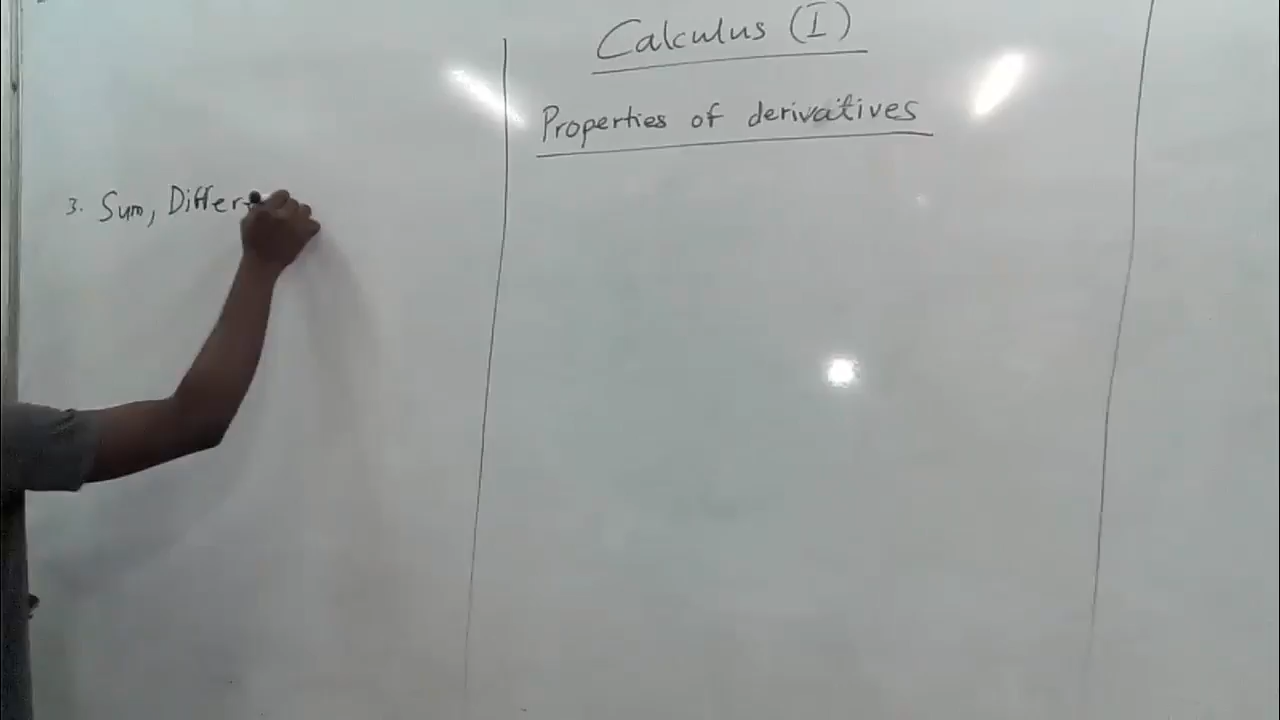 Calculus (I)
Properties of derivatives
3. Sum, Differ